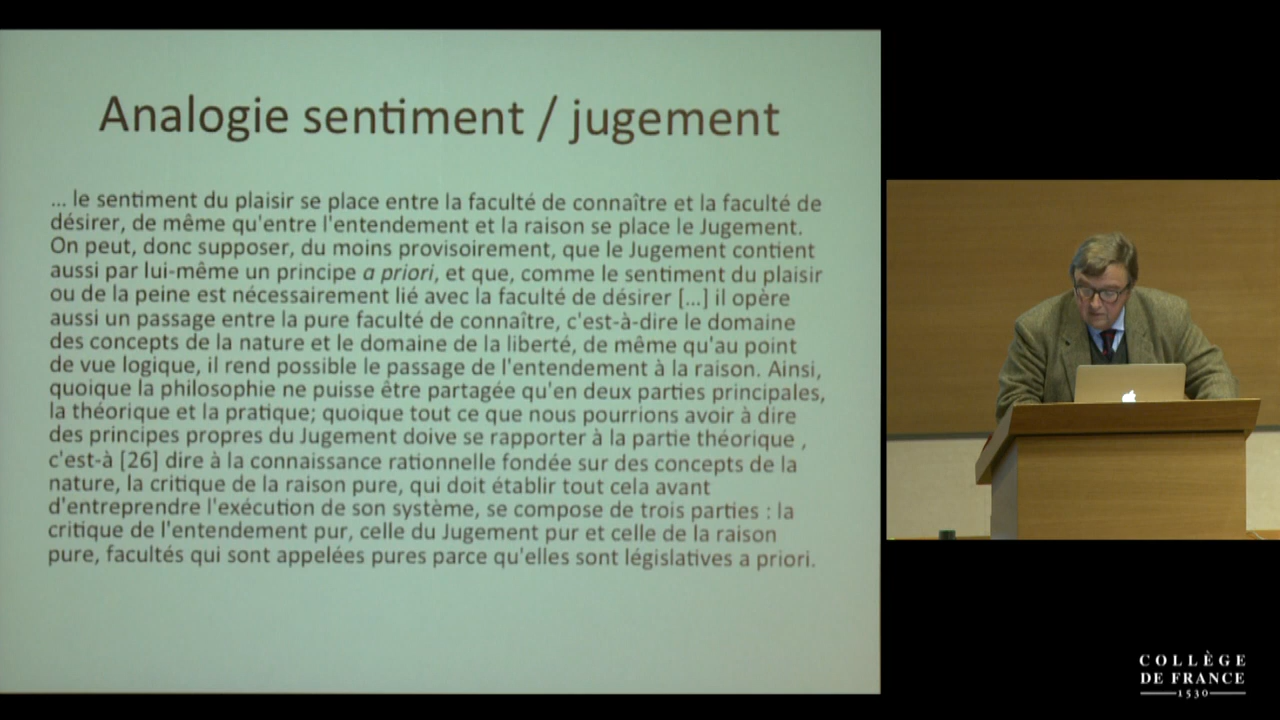 Analogie sentiment / jugement
... le sentiment du plaisir se place entre la faculté de connaître et la faculté de
désirer, de même qu'entre l'entendement et la raison se place le Jugement.
On peut, donc supposer, du moins provisoirement, que le Jugement contient
aussi par lui-même un principe a priori, et que, comme le sentiment du plaisir
ou de la peine est nécessairement lié avec la faculté de désirer [...] il opère
aussi un passage entre la pure faculté de connaître, c'est-à-dire le domaine
des concepts de la nature et le domaine de la liberté, de même qu'au point
de vue logique, il rend possible le passage de l'entendement à la raison. Ainsi,
quoique la philosophie ne puisse être partagée qu'en deux parties principales,
la théorique et la pratique; quoique tout ce que nous pourrions avoir à dire
des principes propres du Jugement doive se rapporter à la partie théorique ,
c'est-à [26] dire à la connaissance rationnelle fondée sur des concepts de la
nature, la critique de la raison pure, qui doit établir tout cela avant
d'entreprendre l'exécution de son système, se compose de trois parties : la
critique de l'entendement pur, celle du Jugement pur et celle de la raison
pure, facultés qui sont appelées pures parce qu'elles sont législatives a priori.
COLLÈGE
DE FRANCE
1530